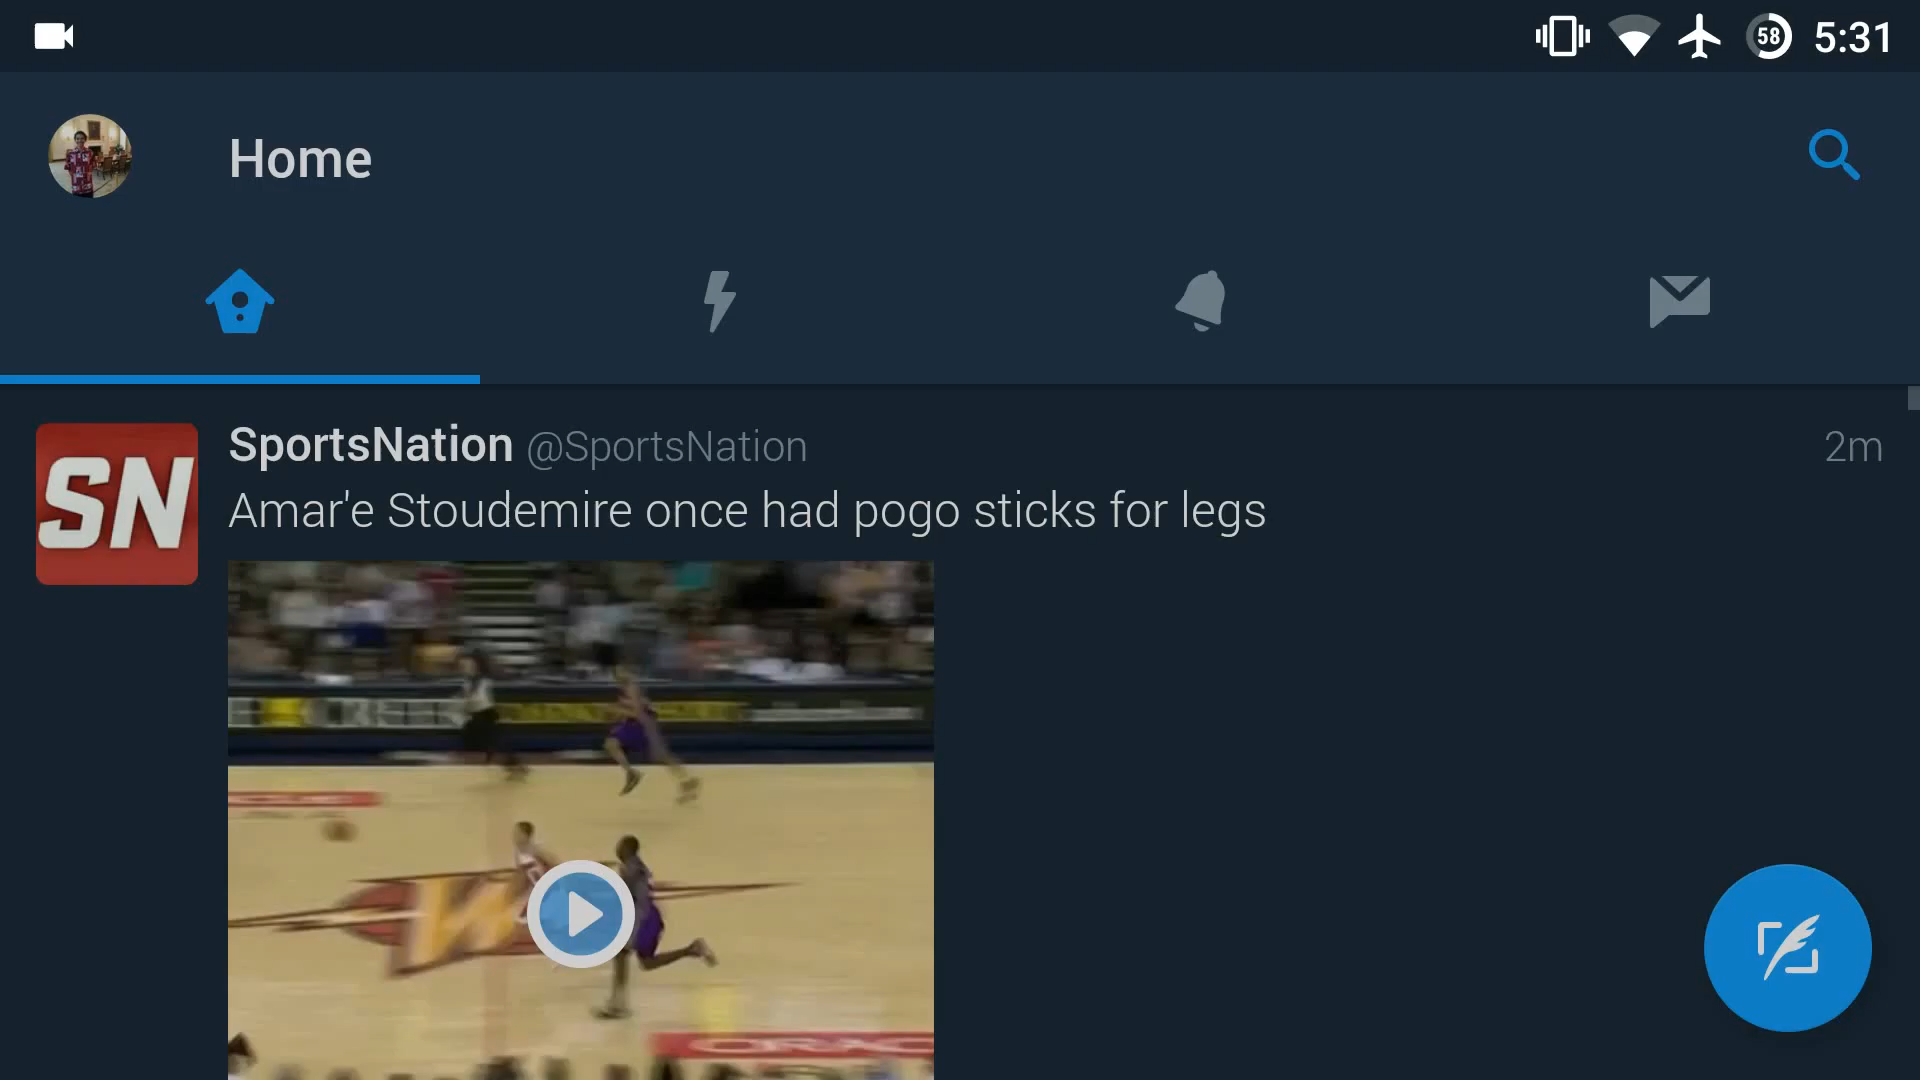 58 5:31
Home
SN
SportsNation @SportsNation 2m
Amar'e Stoudemire once had pogo sticks for legs